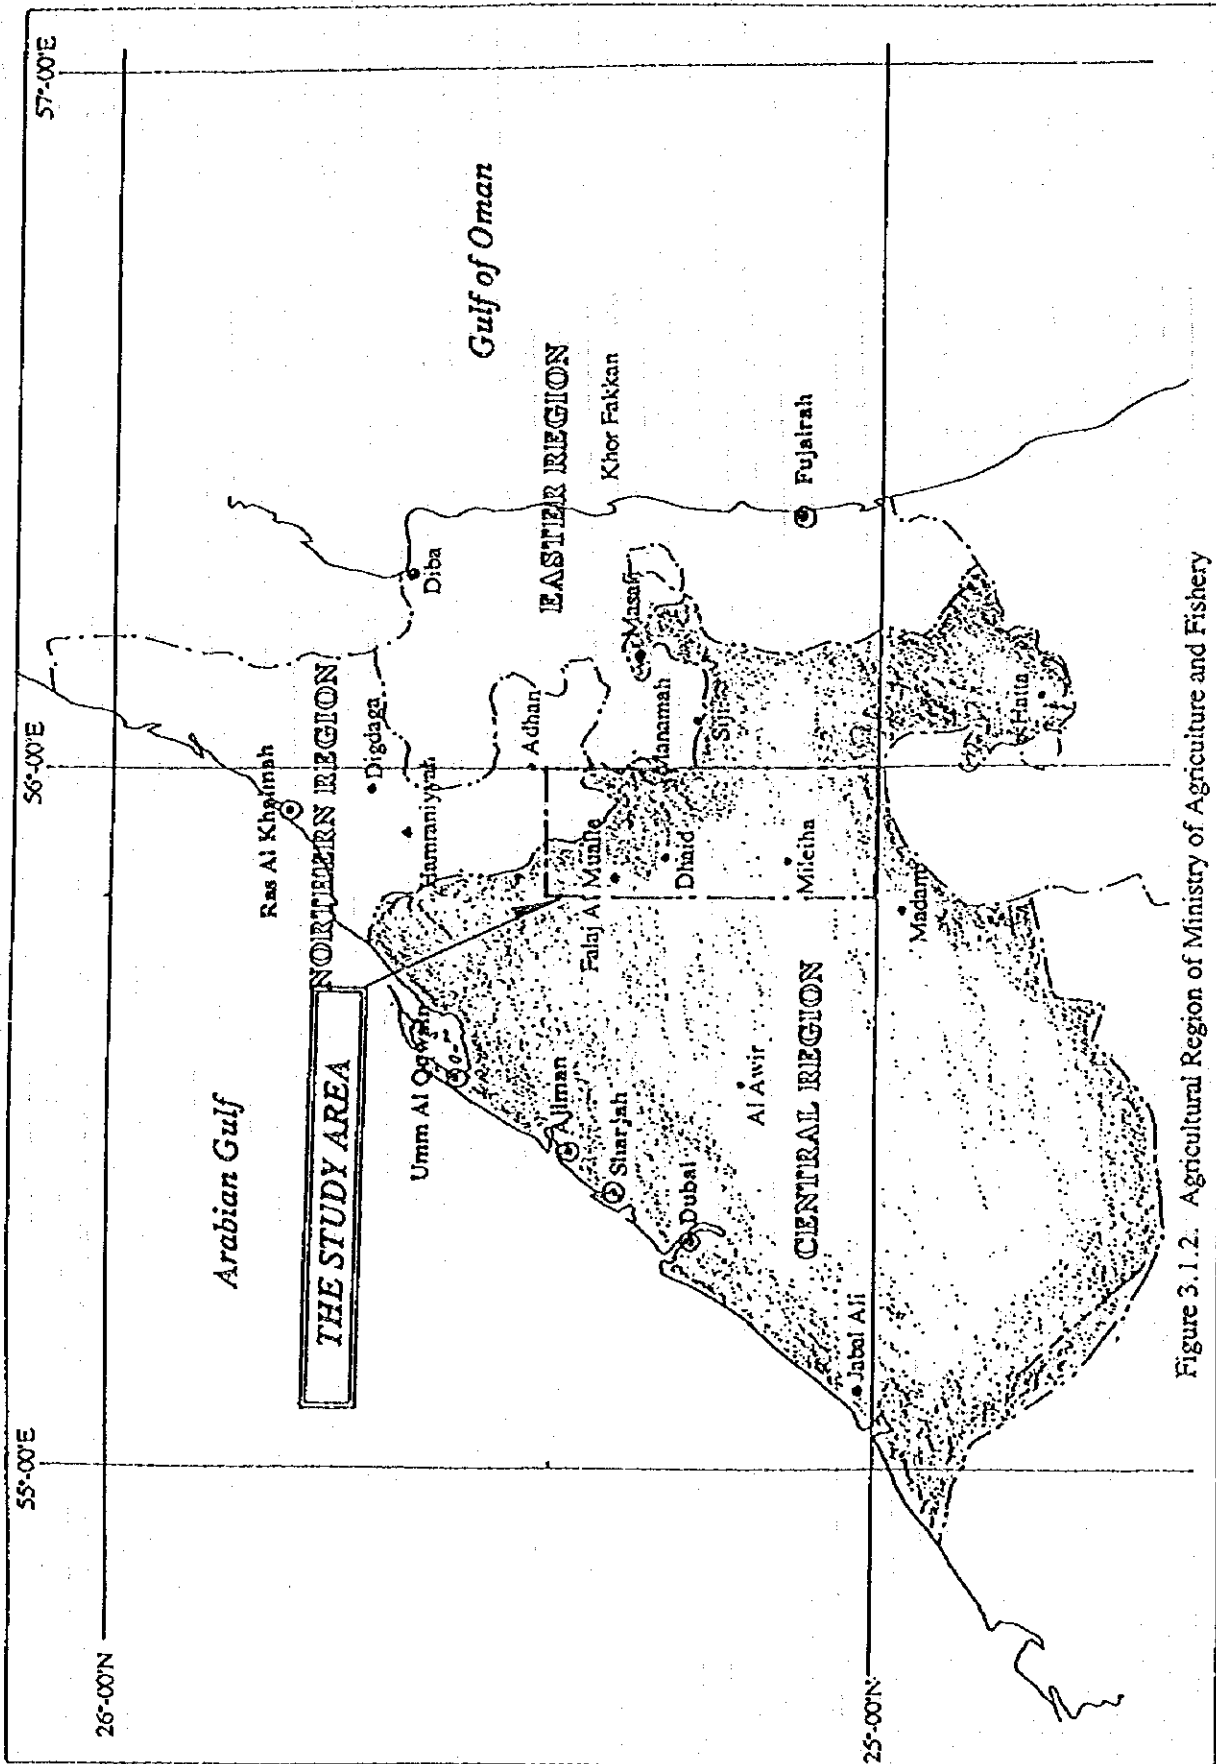 55°-00'E
56°-00'E
57°-00'E
26°-00'N
25°-00'N
Arabian Gulf
Gulf of Oman
THE STUDY AREA
NORTHERN REGION
EASTER REGION
CENTRAL REGION
Ras Al Khaimah
Digdaga
Hamraniyyah
Umm Al Oqwain
Diba
Adhan
Khor Fakkan
Ajman
Sharjah
Dubai
Falaj Al Mualle
Manamah
Masafi
Siji
Dhaid
Mileiha
Fujairah
Al Awir
Jabal Ali
Madam
Hatta
Figure 3.1.2. Agricultural Region of Ministry of Agriculture and Fishery